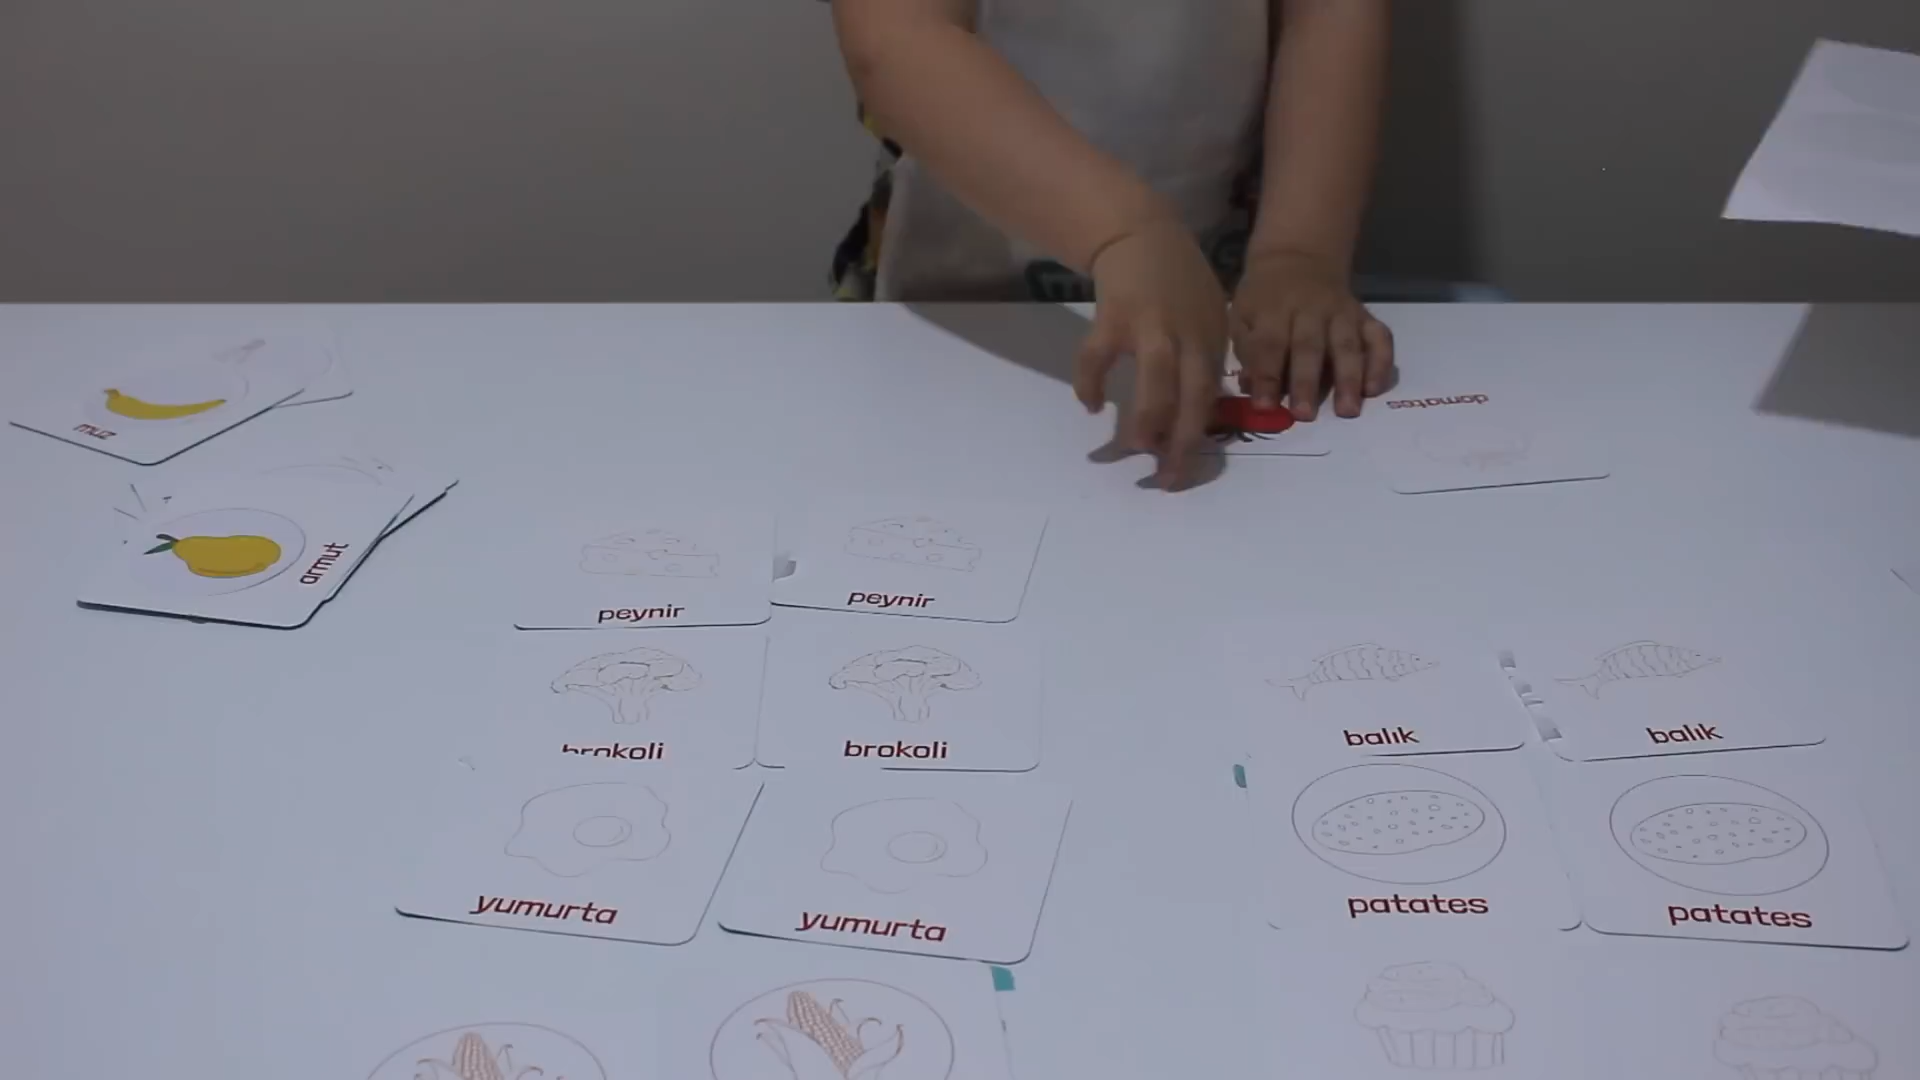 domates
muz
armut
peynir
peynir
brokoli
brokoli
balık
balık
yumurta
yumurta
patates
patates